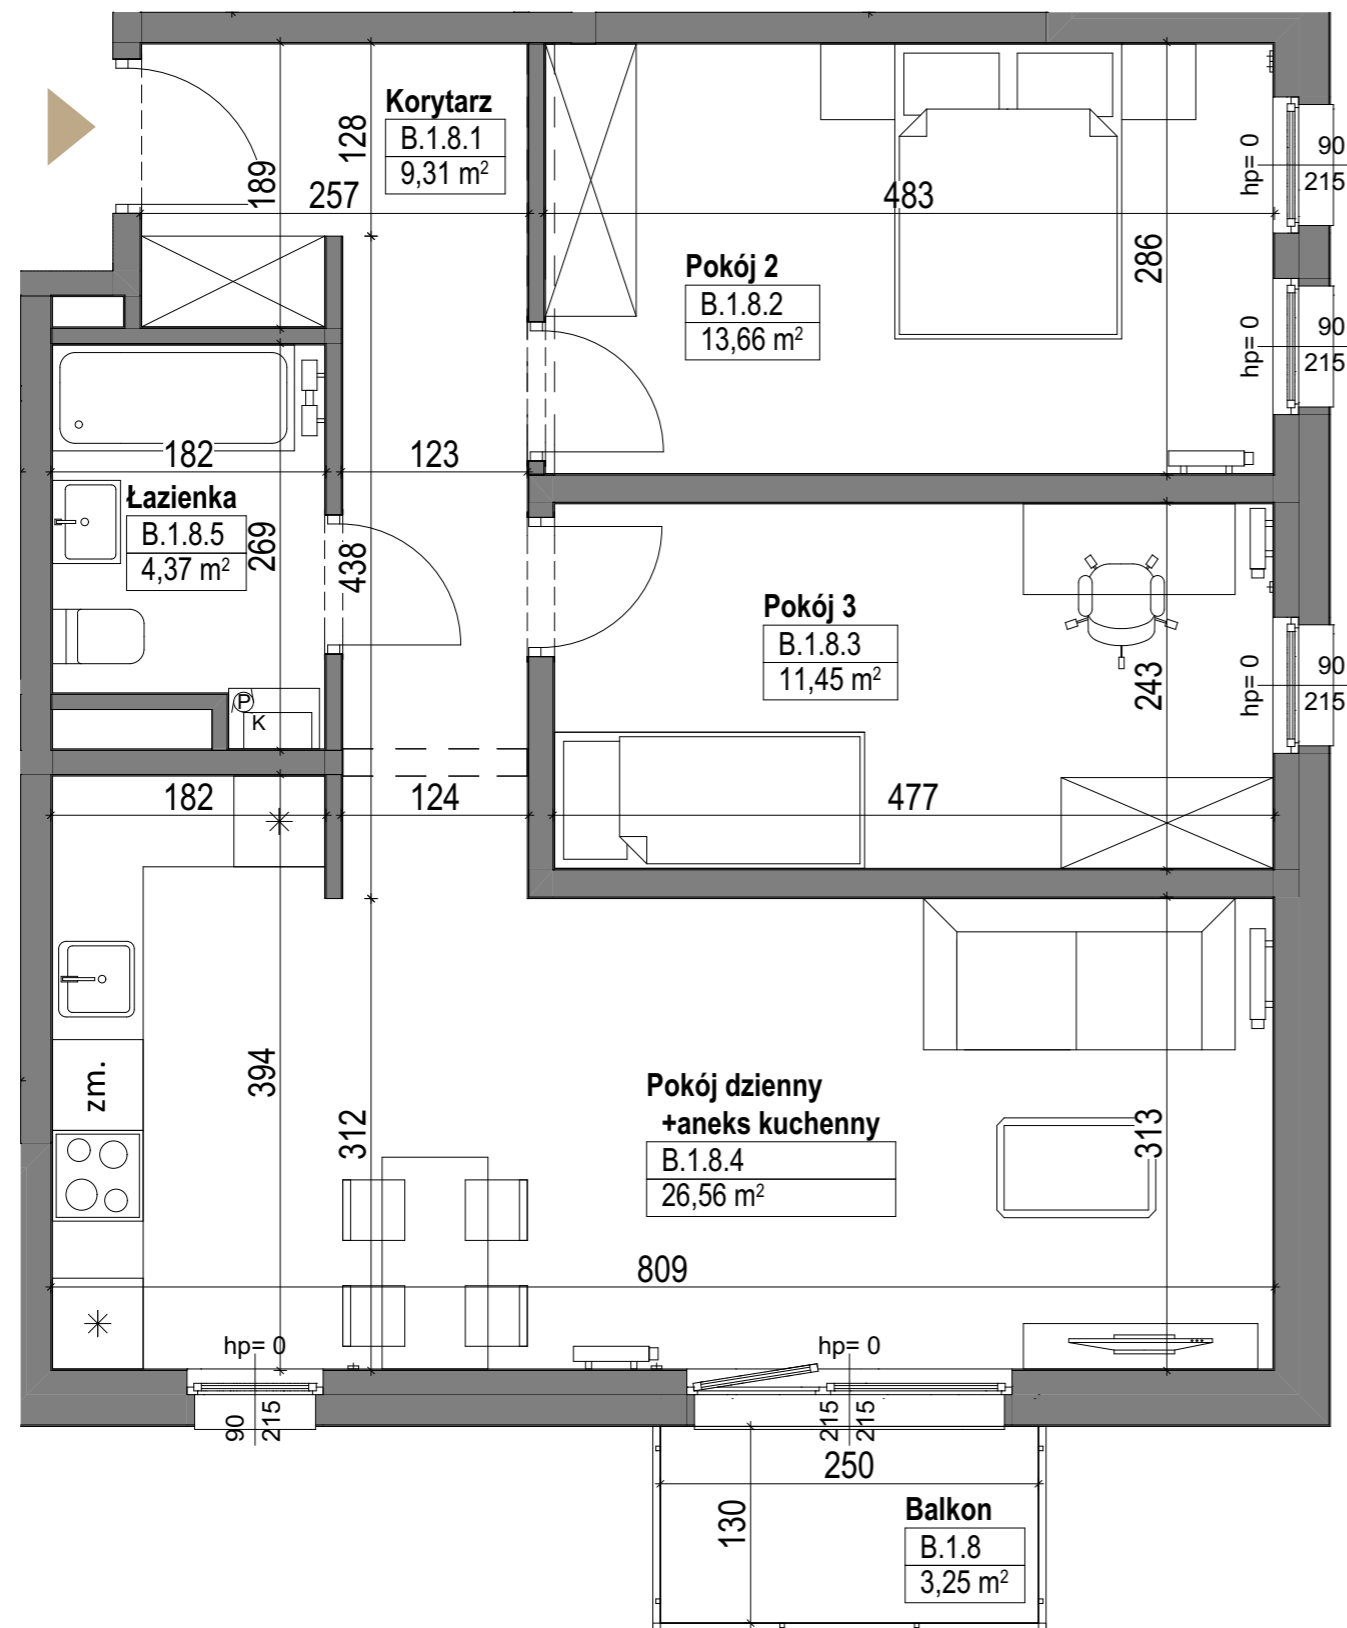 Korytarz
B.1.8.1
9,31 m²
128
189
257
483
hp= 0
90
215
286
Pokój 2
B.1.8.2
13,66 m²
hp= 0
90
215
182
123
Łazienka
B.1.8.5
4,37 m²
269
438
Pokój 3
B.1.8.3
11,45 m²
243
hp= 0
90
215
P
K
182
124
477
zm.
394
312
Pokój dzienny
+aneks kuchenny
B.1.8.4
26,56 m²
313
809
hp= 0
90
215
hp= 0
215
215
250
130
Balkon
B.1.8
3,25 m²